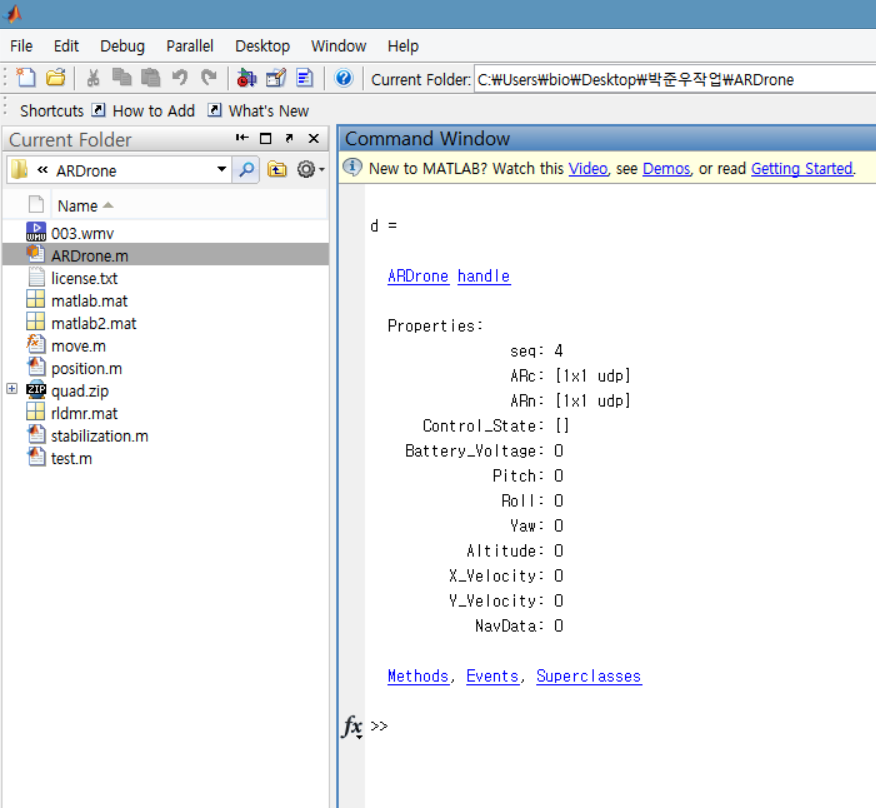 File Edit Debug Parallel Desktop Window Help
Current Folder: C:₩Users₩bio₩Desktop₩박준우작업₩ARDrone
Shortcuts How to Add What's New
Current Folder
Command Window
« ARDrone
New to MATLAB? Watch this Video, see Demos, or read Getting Started.
Name
003.wmv
ARDrone.m
license.txt
matlab.mat
matlab2.mat
move.m
position.m
quad.zip
rldmr.mat
stabilization.m
test.m
d =
ARDrone handle
Properties:
seq: 4
ARc: [1x1 udp]
ARn: [1x1 udp]
Control_State: []
Battery_Voltage: 0
Pitch: 0
Roll: 0
Yaw: 0
Altitude: 0
X_Velocity: 0
Y_Velocity: 0
NavData: 0
Methods, Events, Superclasses
fx >>